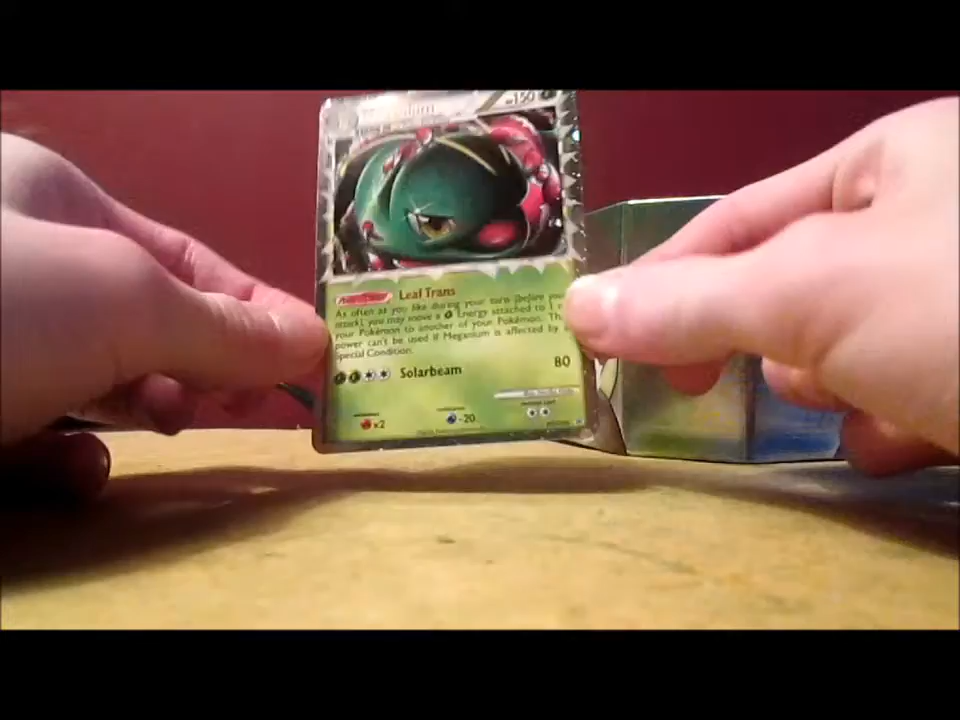 150
Leaf Trans
As often as you like during your turn (before your
attack), you may move a Energy attached to 1
your Pokémon to another of your Pokémon. Th
power can't be used if Meganium is affected by
Special Condition.
Solarbeam 80
x2 -20